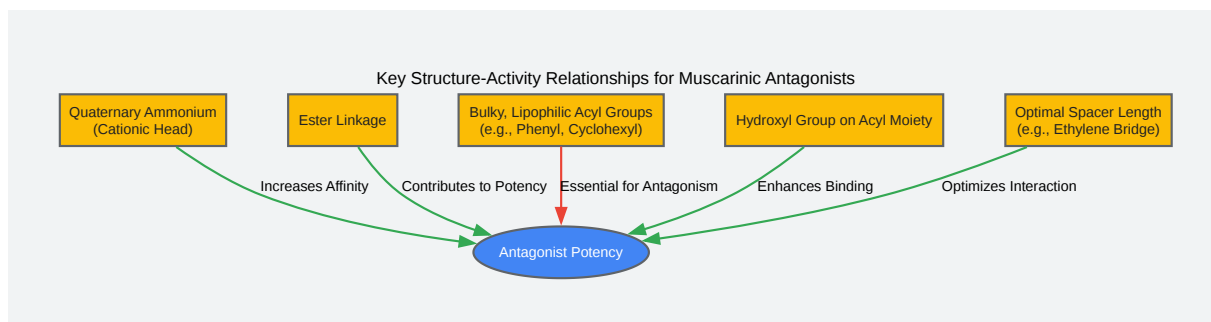 Key Structure-Activity Relationships for Muscarinic Antagonists
Quaternary Ammonium
(Cationic Head)
Ester Linkage
Bulky, Lipophilic Acyl Groups
(e.g., Phenyl, Cyclohexyl)
Hydroxyl Group on Acyl Moiety
Optimal Spacer Length
(e.g., Ethylene Bridge)
Increases Affinity
Contributes to Potency
Essential for Antagonism
Enhances Binding
Optimizes Interaction
Antagonist Potency